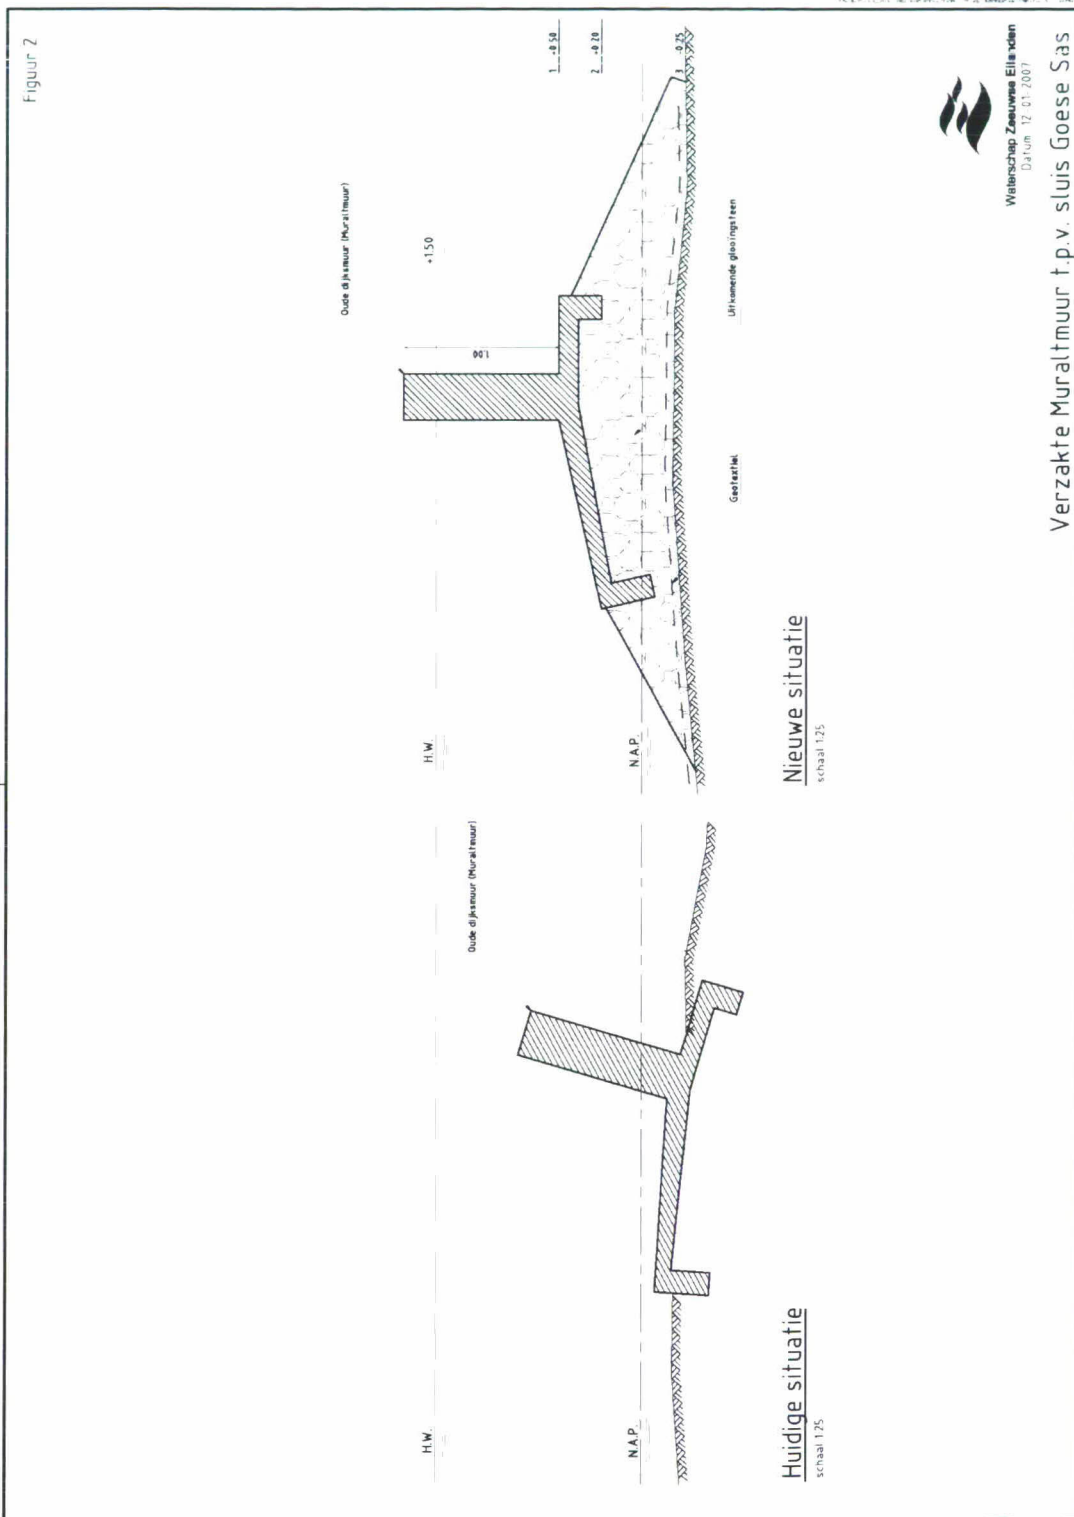 Figuur 2
Oude dijksmuur (Muraltmuur)
+1.50
1.00
1 -0.50
2 -0.20
3 -0.25
H.W.
N.A.P.
Geotextiel
Uitkomende glooiingsteen
Nieuwe situatie
schaal 1:25
Oude dijksmuur (Muraltmuur)
H.W.
N.A.P.
Huidige situatie
schaal 1:25
Waterschap Zeeuwse Eilanden
Datum 12-01-2007
Verzakte Muraltmuur t.p.v. sluis Goese Sas